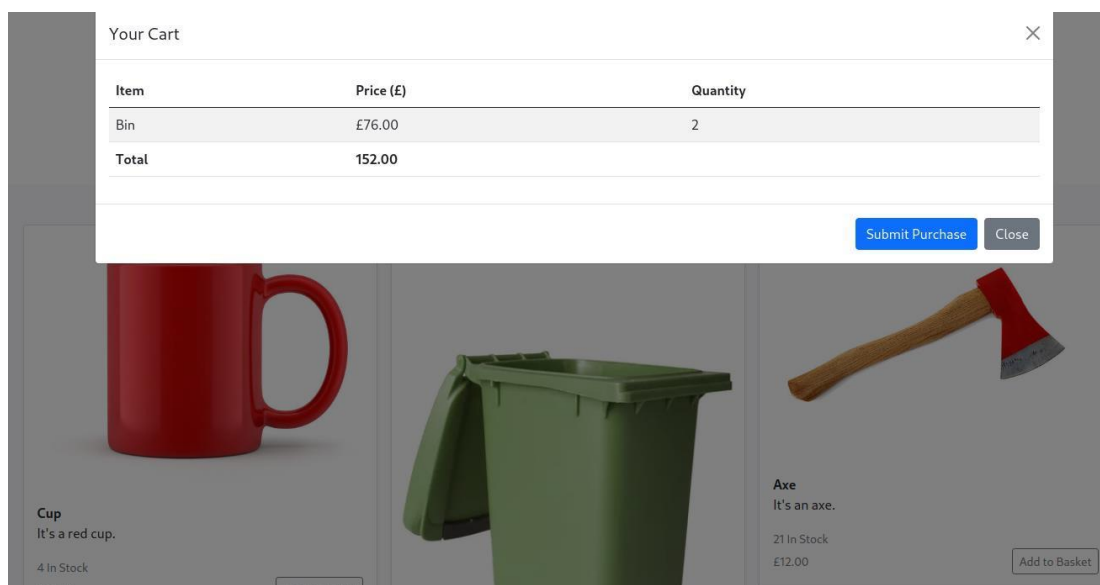 Your Cart
Item Price (£) Quantity
Bin £76.00 2
Total 152.00
Submit Purchase Close
Cup
It's a red cup.
4 In Stock
Axe
It's an axe.
21 In Stock
£12.00
Add to Basket